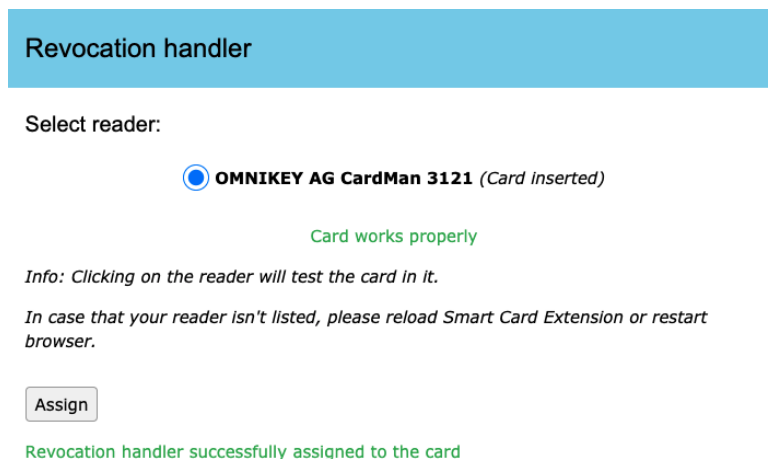 Revocation handler
Select reader:
OMNIKEY AG CardMan 3121 (Card inserted)
Card works properly
Info: Clicking on the reader will test the card in it.
In case that your reader isn't listed, please reload Smart Card Extension or restart
browser.
Assign
Revocation handler successfully assigned to the card